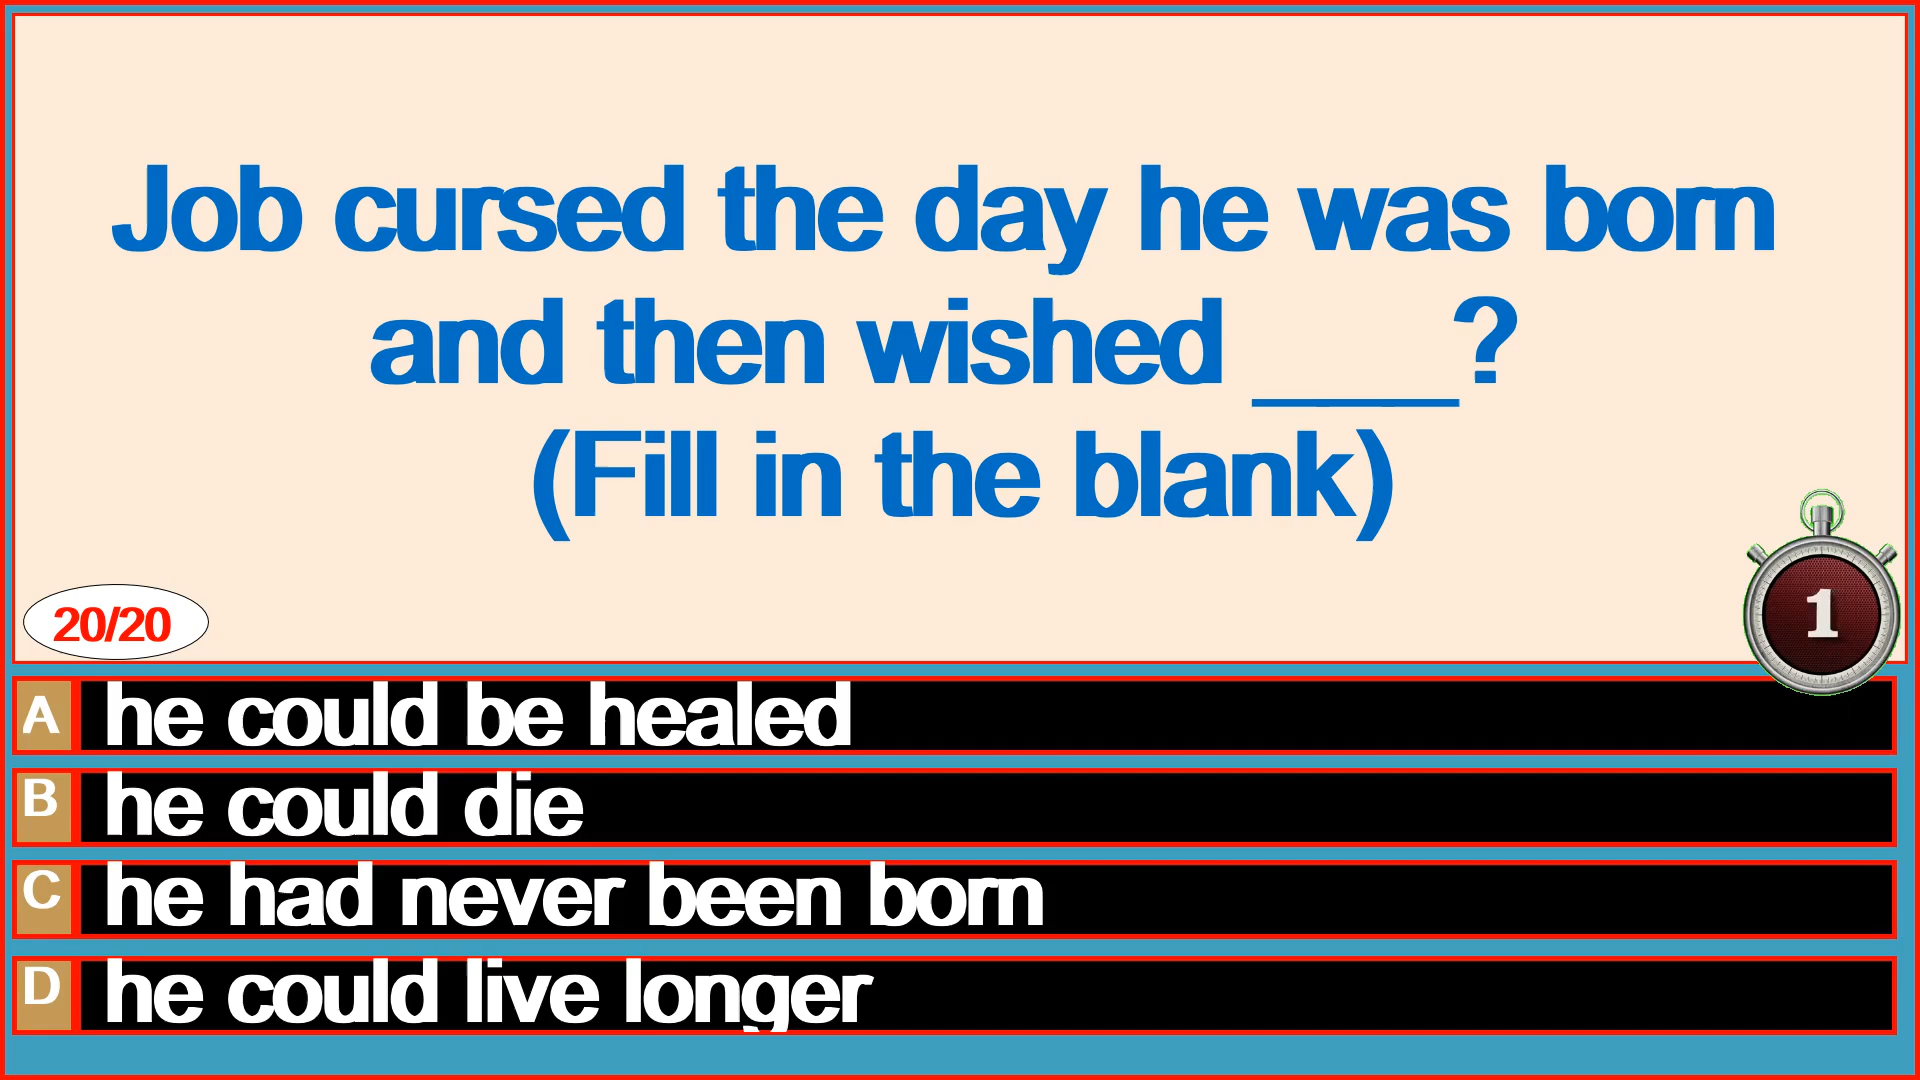 Job cursed the day he was born
and then wished ____?
(Fill in the blank)
20/20
1
A he could be healed
B he could die
C he had never been born
D he could live longer